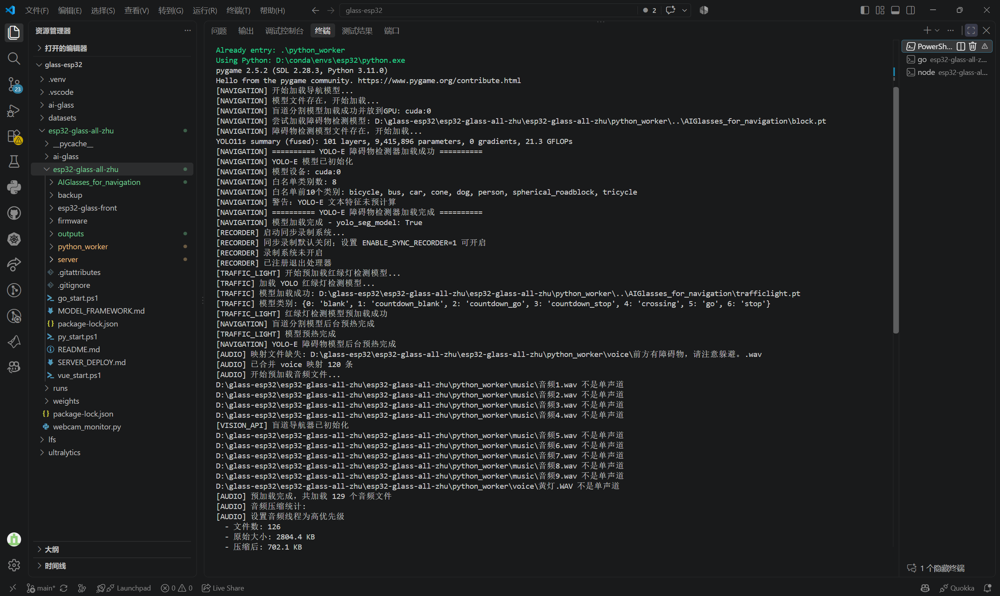 文件(F) 编辑(E) 选择(S) 查看(V) 转到(G) 运行(R) 终端(T) 帮助(H)
glass-esp32
2
资源管理器
打开的编辑器
glass-esp32
.venv
.vscode
ai-glass
datasets
esp32-glass-all-zhu
__pycache__
ai-glass
esp32-glass-all-zhu
AIGlasses_for_navigation
backup
esp32-glass-front
firmware
outputs
python_worker
server
.gitattributes
.gitignore
go_start.ps1
MODEL_FRAMEWORK.md
package-lock.json
py_start.ps1
README.md
SERVER_DEPLOY.md
vue_start.ps1
runs
weights
package-lock.json
webcam_monitor.py
lfs
ultralytics
大纲
时间线
23
问题 输出 调试控制台 终端 测试结果 端口
Already entry: .\python_worker
Using Python: D:\conda\envs\esp32\python.exe
pygame 2.5.2 (SDL 2.28.3, Python 3.11.0)
Hello from the pygame community. https://www.pygame.org/contribute.html
[NAVIGATION] 开始加载导航模型...
[NAVIGATION] 模型文件存在，开始加载...
[NAVIGATION] 盲道分割模型加载成功并放到GPU: cuda:0
[NAVIGATION] 尝试加载障碍物检测模型: D:\glass-esp32\esp32-glass-all-zhu\esp32-glass-all-zhu\python_worker\..\AIGlasses_for_navigation\block.pt
[NAVIGATION] 障碍物检测模型文件存在，开始加载...
YOLO11s summary (fused): 101 layers, 9,415,896 parameters, 0 gradients, 21.3 GFLOPs
[NAVIGATION] ========== YOLO-E 障碍物检测器加载成功 ==========
[NAVIGATION] YOLO-E 模型已初始化
[NAVIGATION] 模型设备: cuda:0
[NAVIGATION] 白名单类别数: 8
[NAVIGATION] 白名单前10个类别: bicycle, bus, car, cone, dog, person, spherical_roadblock, tricycle
[NAVIGATION] 警告: YOLO-E 文本特征未预计算
[NAVIGATION] ========== YOLO-E 障碍物检测器加载完成 ==========
[NAVIGATION] 模型加载完成 - yolo_seg_model: True
[RECORDER] 启动同步录制系统...
[RECORDER] 同步录制默认关闭；设置 ENABLE_SYNC_RECORDER=1 可开启
[RECORDER] 录制系统未开启
[RECORDER] 已注册退出处理器
[TRAFFIC_LIGHT] 开始预加载红绿灯检测模型...
[TRAFFIC] 加载 YOLO 红绿灯检测模型...
[TRAFFIC] 模型加载成功: D:\glass-esp32\esp32-glass-all-zhu\esp32-glass-all-zhu\python_worker\..\AIGlasses_for_navigation\trafficlight.pt
[TRAFFIC] 模型类别: {0: 'blank', 1: 'countdown_blank', 2: 'countdown_go', 3: 'countdown_stop', 4: 'crossing', 5: 'go', 6: 'stop'}
[TRAFFIC_LIGHT] 红绿灯检测模型预加载成功
[NAVIGATION] 盲道分割模型后台预热完成
[TRAFFIC_LIGHT] 模型预热完成
[NAVIGATION] YOLO-E 障碍物模型后台预热完成
[AUDIO] 映射文件缺失: D:\glass-esp32\esp32-glass-all-zhu\esp32-glass-all-zhu\python_worker\voice\前方有障碍物，请注意躲避。.wav
[AUDIO] 已合并 voice 映射 120 条
[AUDIO] 开始预加载音频文件...
D:\glass-esp32\esp32-glass-all-zhu\esp32-glass-all-zhu\python_worker\music\音频1.wav 不是单声道
D:\glass-esp32\esp32-glass-all-zhu\esp32-glass-all-zhu\python_worker\music\音频2.wav 不是单声道
D:\glass-esp32\esp32-glass-all-zhu\esp32-glass-all-zhu\python_worker\music\音频3.wav 不是单声道
D:\glass-esp32\esp32-glass-all-zhu\esp32-glass-all-zhu\python_worker\music\音频4.wav 不是单声道
[VISION_API] 盲道导航器已初始化
D:\glass-esp32\esp32-glass-all-zhu\esp32-glass-all-zhu\python_worker\music\音频5.wav 不是单声道
D:\glass-esp32\esp32-glass-all-zhu\esp32-glass-all-zhu\python_worker\music\音频6.wav 不是单声道
D:\glass-esp32\esp32-glass-all-zhu\esp32-glass-all-zhu\python_worker\music\音频7.wav 不是单声道
D:\glass-esp32\esp32-glass-all-zhu\esp32-glass-all-zhu\python_worker\music\音频8.wav 不是单声道
D:\glass-esp32\esp32-glass-all-zhu\esp32-glass-all-zhu\python_worker\music\音频9.wav 不是单声道
D:\glass-esp32\esp32-glass-all-zhu\esp32-glass-all-zhu\python_worker\voice\黄灯.WAV 不是单声道
[AUDIO] 预加载完成，共加载 129 个音频文件
[AUDIO] 音频压缩统计:
[AUDIO] 设置音频线程为高优先级
- 文件数: 126
- 原始大小: 2804.4 KB
- 压缩后: 702.1 KB
PowerSh...
go esp32-glass-all-z...
node esp32-glass-al...
1 个隐藏终端
main* Launchpad 0 0 Live Share Quokka